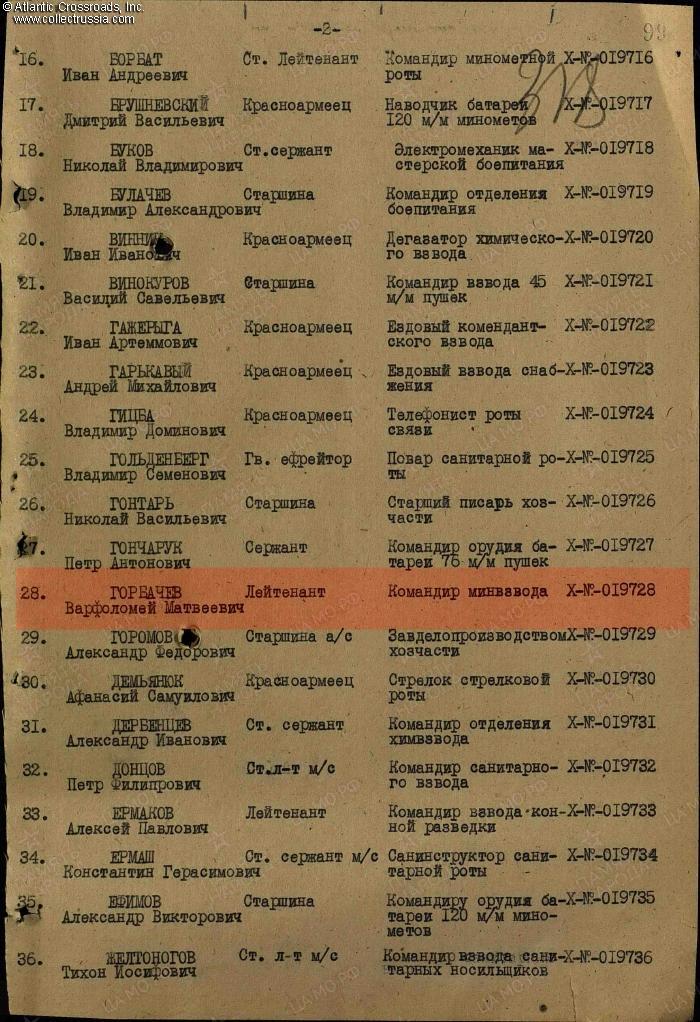 © Atlantic Crossroads, Inc.
www.collectrussia.com
-2-
99
318
16. БОРБАТ Ст. Лейтенант Командир минометной Х-№-019716
Иван Андреевич роты
17. БРУШНЕВСКИЙ Красноармеец Наводчик батареи Х-№-019717
Дмитрий Васильевич 120 м/м минометов
18. БУКОВ Ст.сержант Электромеханик ма- Х-№-019718
Николай Владимирович стерской боепитания
19. БУЛАЧЕВ Старшина Командир отделения Х-№-019719
Владимир Александрович боепитания
20. ВИННИК Красноармеец Дегазатор химическо- Х-№-019720
Иван Иванович го взвода
21. ВИНОКУРОВ Старшина Командир взвода 45 Х-№-019721
Василий Савельевич м/м пушек
22. ГАЖЕРЫГА Красноармеец Ездовый комендант- Х-№-019722
Иван Артеммович ского взвода
23. ГАРЬКАВЫЙ Красноармеец Ездовый взвода снаб- Х-№-019723
Андрей Михайлович жения
24. ГИЦБА Красноармеец Телефонист роты Х-№-019724
Владимир Доминович связи
25. ГОЛЬДЕНБЕРГ Гв. ефрейтор Повар санитарной ро- Х-№-019725
Владимир Семенович ты
26. ГОНТАРЬ Старшина Старший писарь хоз- Х-№-019726
Николай Васильевич части
27. ГОНЧАРУК Сержант Командир орудия ба- Х-№-019727
Петр Антонович тареи 76 м/м пушек
28. ГОРБАЧЕВ Лейтенант Командир минвзвода Х-№-019728
Варфоломей Матвеевич
29. ГОРОМОВ Старшина а/с Завделопроизводством Х-№-019729
Александр Федорович хозчасти
30. ДЕМЬЯНЮК Красноармеец Стрелок стрелковой Х-№-019730
Афанасий Самуилович роты
31. ДЕРБЕНЦЕВ Ст. сержант Командир отделения Х-№-019731
Александр Иванович химвзвода
32. ДОНЦОВ Ст.л-т м/с Командир санитарно- Х-№-019732
Петр Филипрович го взвода
33. ЕРМАКОВ Лейтенант Командир взвода кон- Х-№-019733
Алексей Павлович ной разведки
34. ЕРМАШ Ст. сержант м/с Санинструктор сани- Х-№-019734
Константин Герасимович тарной роты
35. ЕФИМОВ Старшина Командиру орудия ба- Х-№-019735
Александр Викторович тареи 120 м/м мино-
метов
36. ЖЕЛТОНОГОВ Ст. л-т м/с Командир взвода сани- Х-№-019736
Тихон Иосифович тарных носильщиков